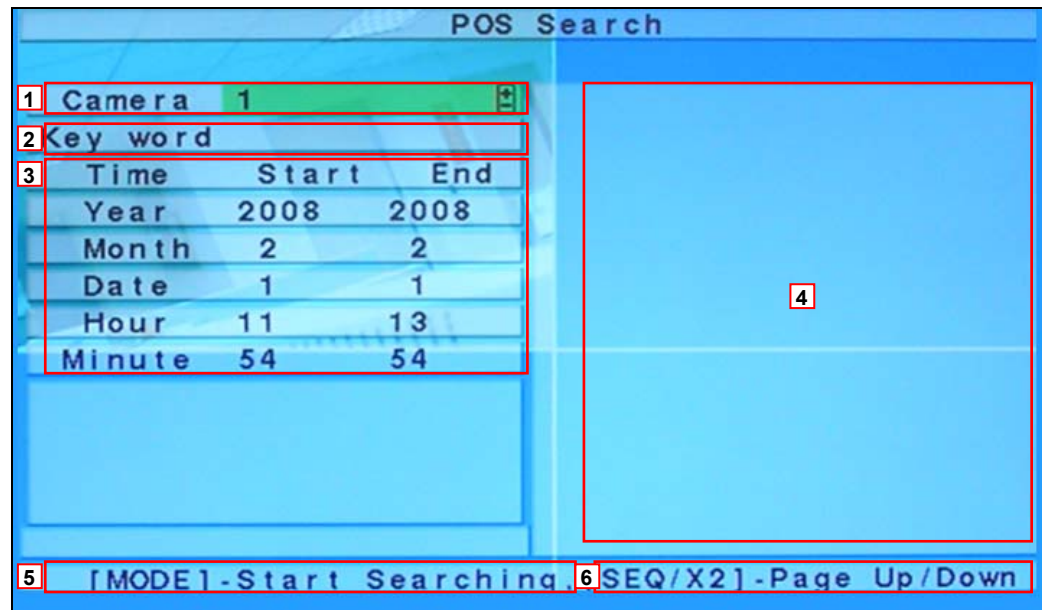 POS Search
1 Camera 1 ±
2 Key word
3 Time Start End
Year 2008 2008
Month 2 2
Date 1 1
Hour 11 13
Minute 54 54
4
5 [MODE]-Start Searching, 6 [SEQ/X2]-Page Up/Down